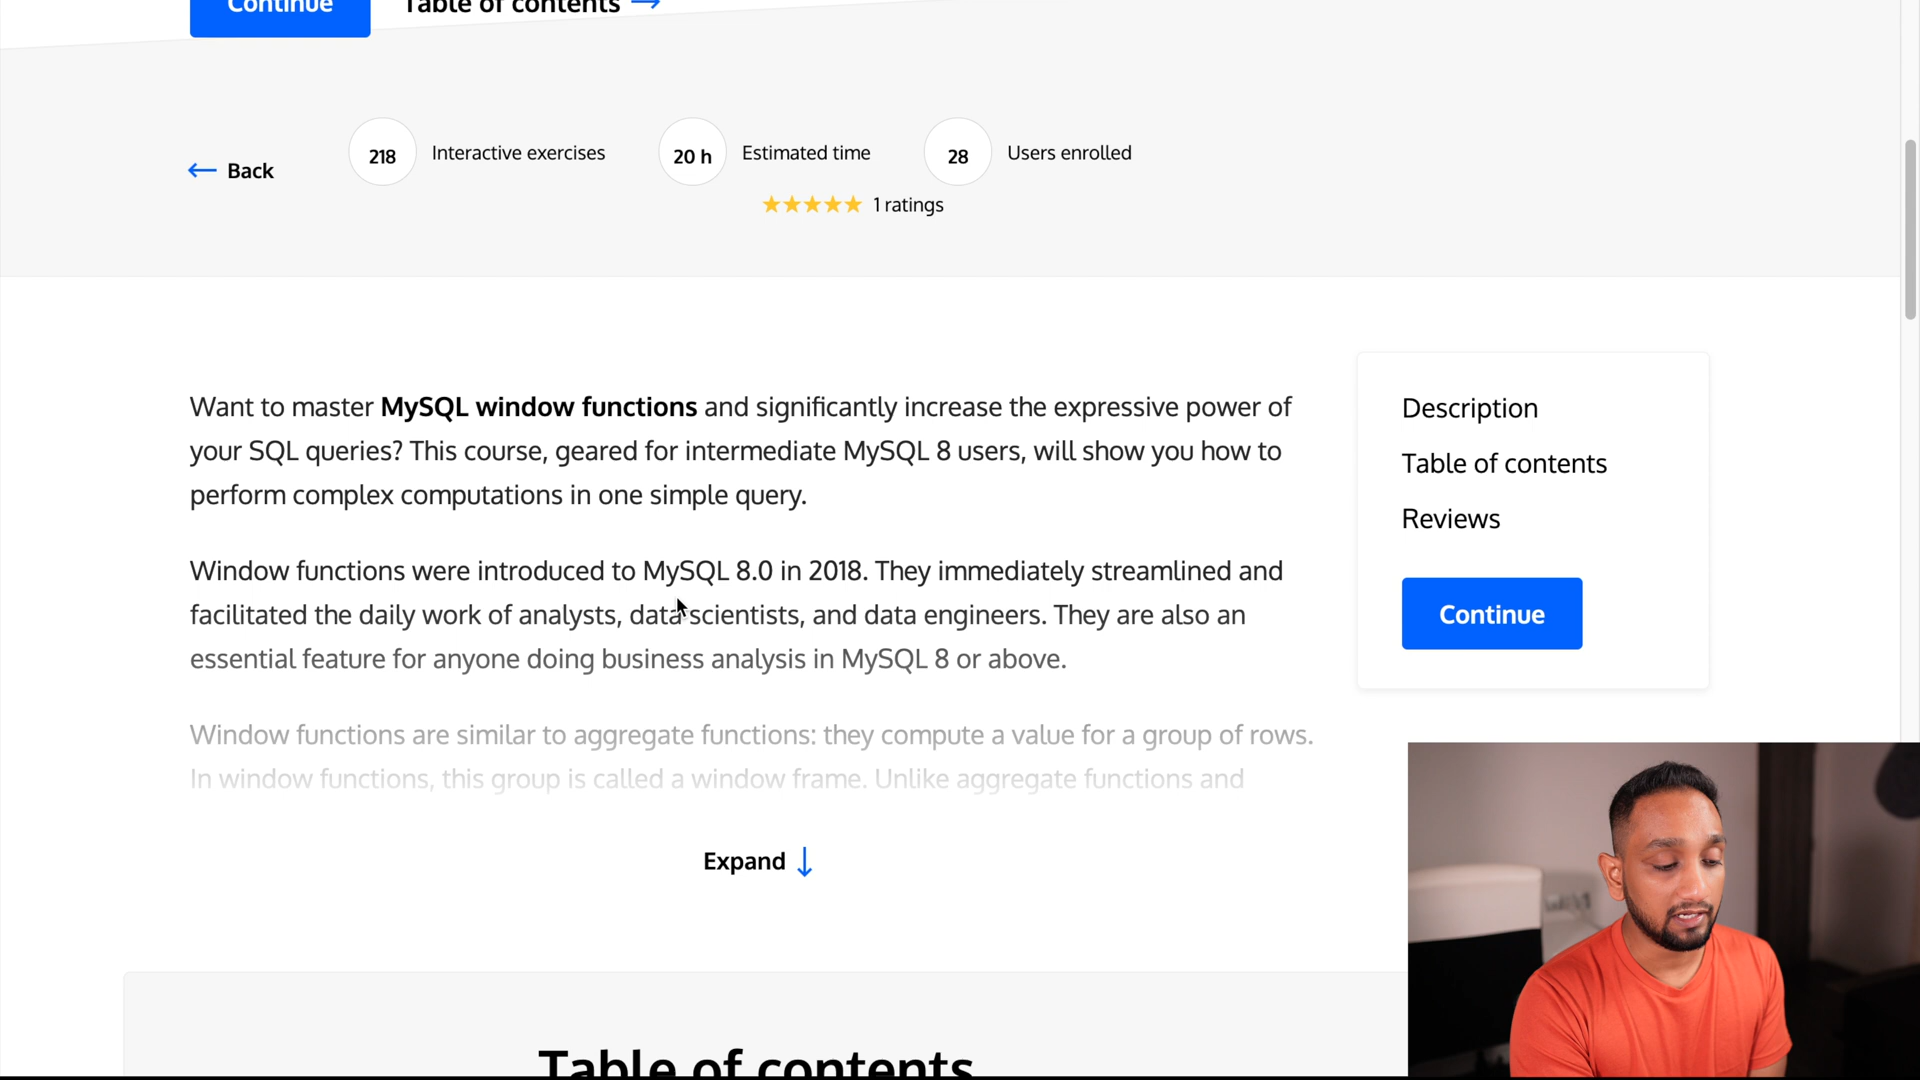 Continue
Table of contents
Back
218
Interactive exercises
20 h
Estimated time
28
Users enrolled
1 ratings
Want to master MySQL window functions and significantly increase the expressive power of
your SQL queries? This course, geared for intermediate MySQL 8 users, will show you how to
perform complex computations in one simple query.
Window functions were introduced to MySQL 8.0 in 2018. They immediately streamlined and
facilitated the daily work of analysts, data scientists, and data engineers. They are also an
essential feature for anyone doing business analysis in MySQL 8 or above.
Window functions are similar to aggregate functions: they compute a value for a group of rows.
In window functions, this group is called a window frame. Unlike aggregate functions and
Expand
Description
Table of contents
Reviews
Continue
Table of contents